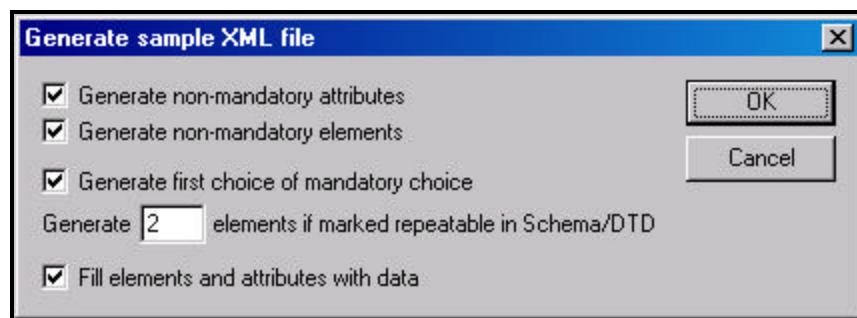 Generate sample XML file
Generate non-mandatory attributes
OK
Generate non-mandatory elements
Cancel
Generate first choice of mandatory choice
Generate 2 elements if marked repeatable in Schema/DTD
Fill elements and attributes with data